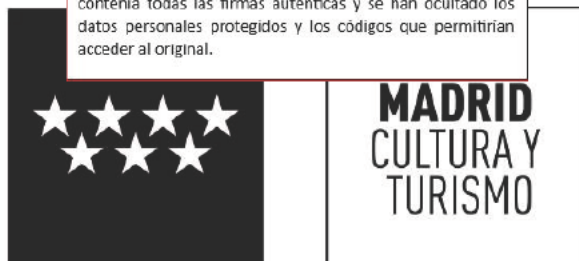 contenía todas las firmas auténticas y se han ocultado los
datos personales protegidos y los códigos que permitirían
acceder al original.
MADRID
CULTURA Y
TURISMO